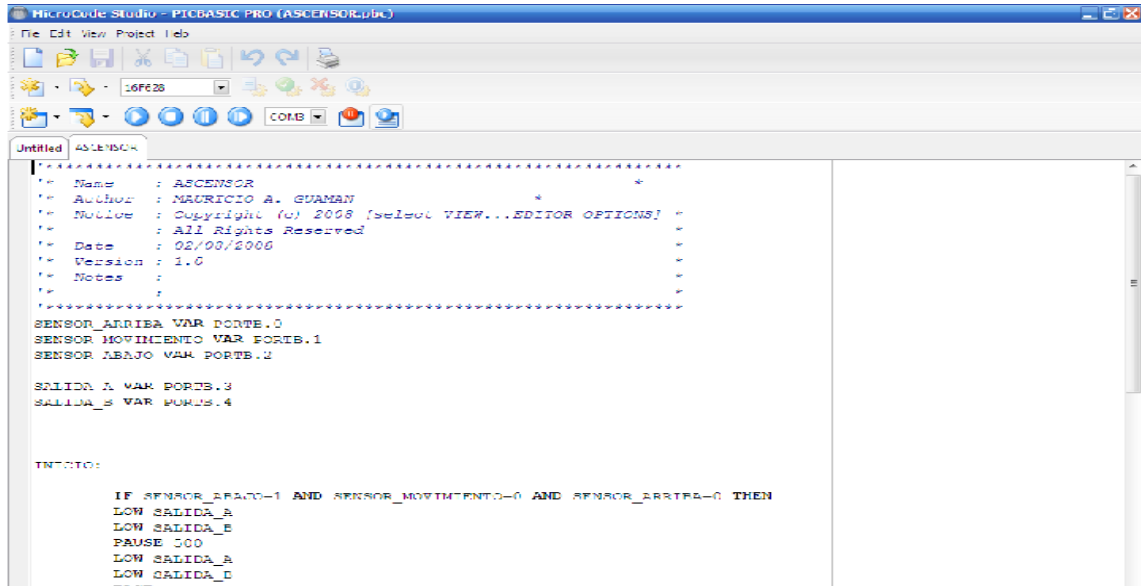 MicroCode Studio - PICBASIC PRO (ASCENSOR.pbc)
File Edit View Project Help
16F628
COM3
Untitled ASCENSOR
'*******************************************************************
'* Name : ASCENSOR *
'* Author : MAURICIO A. GUAMAN *
'* Notice : Copyright (c) 2008 [select VIEW...EDITOR OPTIONS] *
'* : All Rights Reserved *
'* Date : *
'* Version : 1.0 *
'* Notes : *
'* : *
'*******************************************************************
SENSOR_ARRIBA VAR PORTB.0
SENSOR_MOVIMIENTO VAR PORTB.1
SENSOR_ABAJO VAR PORTB.2
SALIDA_A VAR PORTB.3
SALIDA_B VAR PORTB.4
INICIO:
IF SENSOR_ABAJO=1 AND SENSOR_MOVIMIENTO=0 AND SENSOR_ARRIBA=0 THEN
LOW SALIDA_A
LOW SALIDA_B
PAUSE
LOW SALIDA_A
LOW SALIDA_B